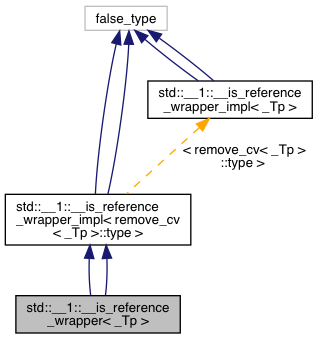 false_type
std::__1::__is_reference
_wrapper_impl< _Tp >
< remove_cv< _Tp >
::type >
std::__1::__is_reference
_wrapper_impl< remove_cv
< _Tp >::type >
std::__1::__is_reference
_wrapper< _Tp >